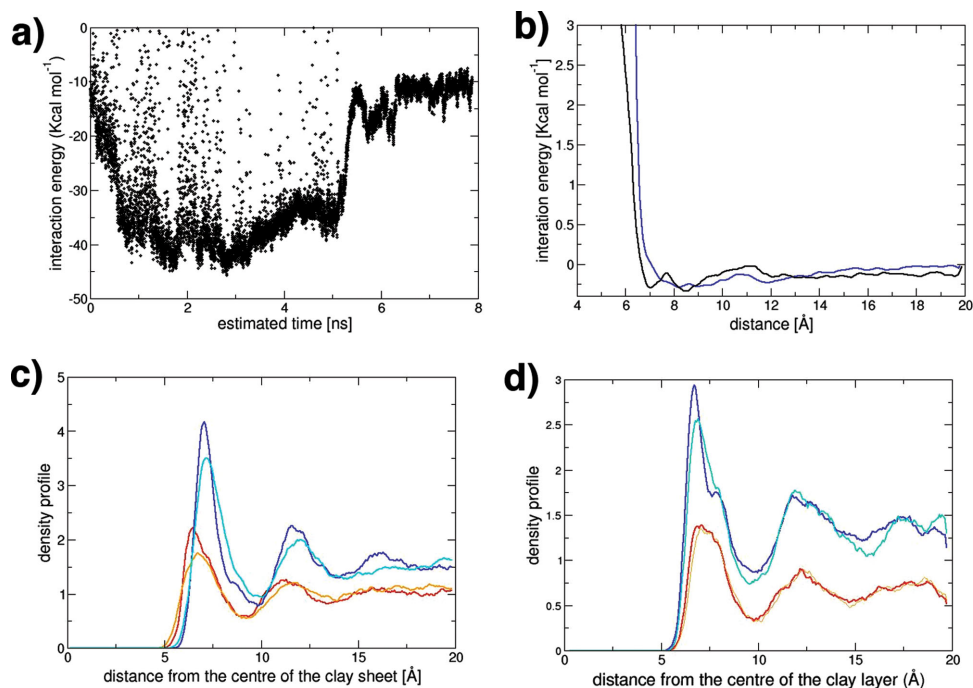 a)
0
-10
-20
-30
-40
-50
interaction energy (Kcal mol⁻¹)
0 2 4 6 8
estimated time [ns]
b)
3
2.5
2
1.5
1
0.5
0
interation energy [Kcal mol⁻¹]
4 6 8 10 12 14 16 18 20
distance [Å]
c)
5
4
3
2
1
0
density profile
0 5 10 15 20
distance from the centre of the clay sheet [Å]
d)
3
2.5
2
1.5
1
0.5
0
density profile
0 5 10 15 20
distance from the centre of the clay layer (Å)